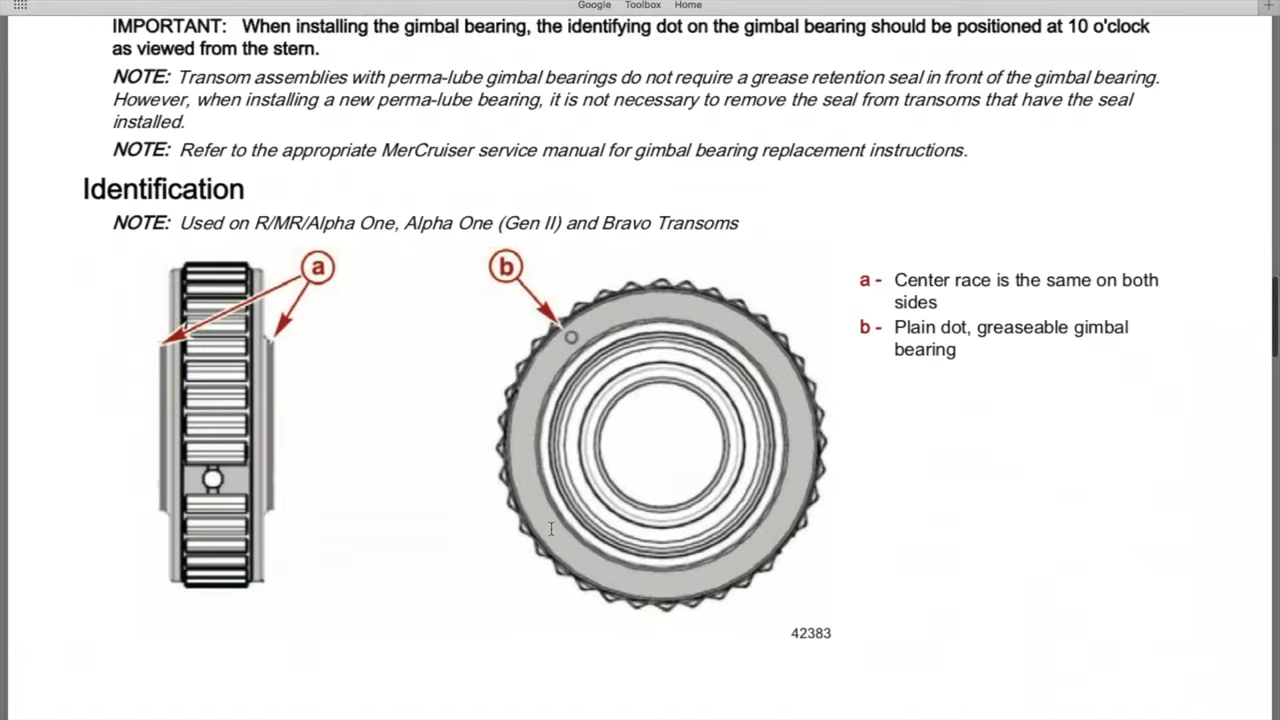 Google Toolbox Home
IMPORTANT: When installing the gimbal bearing, the identifying dot on the gimbal bearing should be positioned at 10 o'clock
as viewed from the stern.
NOTE: Transom assemblies with perma-lube gimbal bearings do not require a grease retention seal in front of the gimbal bearing.
However, when installing a new perma-lube bearing, it is not necessary to remove the seal from transoms that have the seal
installed.
NOTE: Refer to the appropriate MerCruiser service manual for gimbal bearing replacement instructions.
Identification
NOTE: Used on R/MR/Alpha One, Alpha One (Gen II) and Bravo Transoms
a
b
a - Center race is the same on both
sides
b - Plain dot, greaseable gimbal
bearing
42383